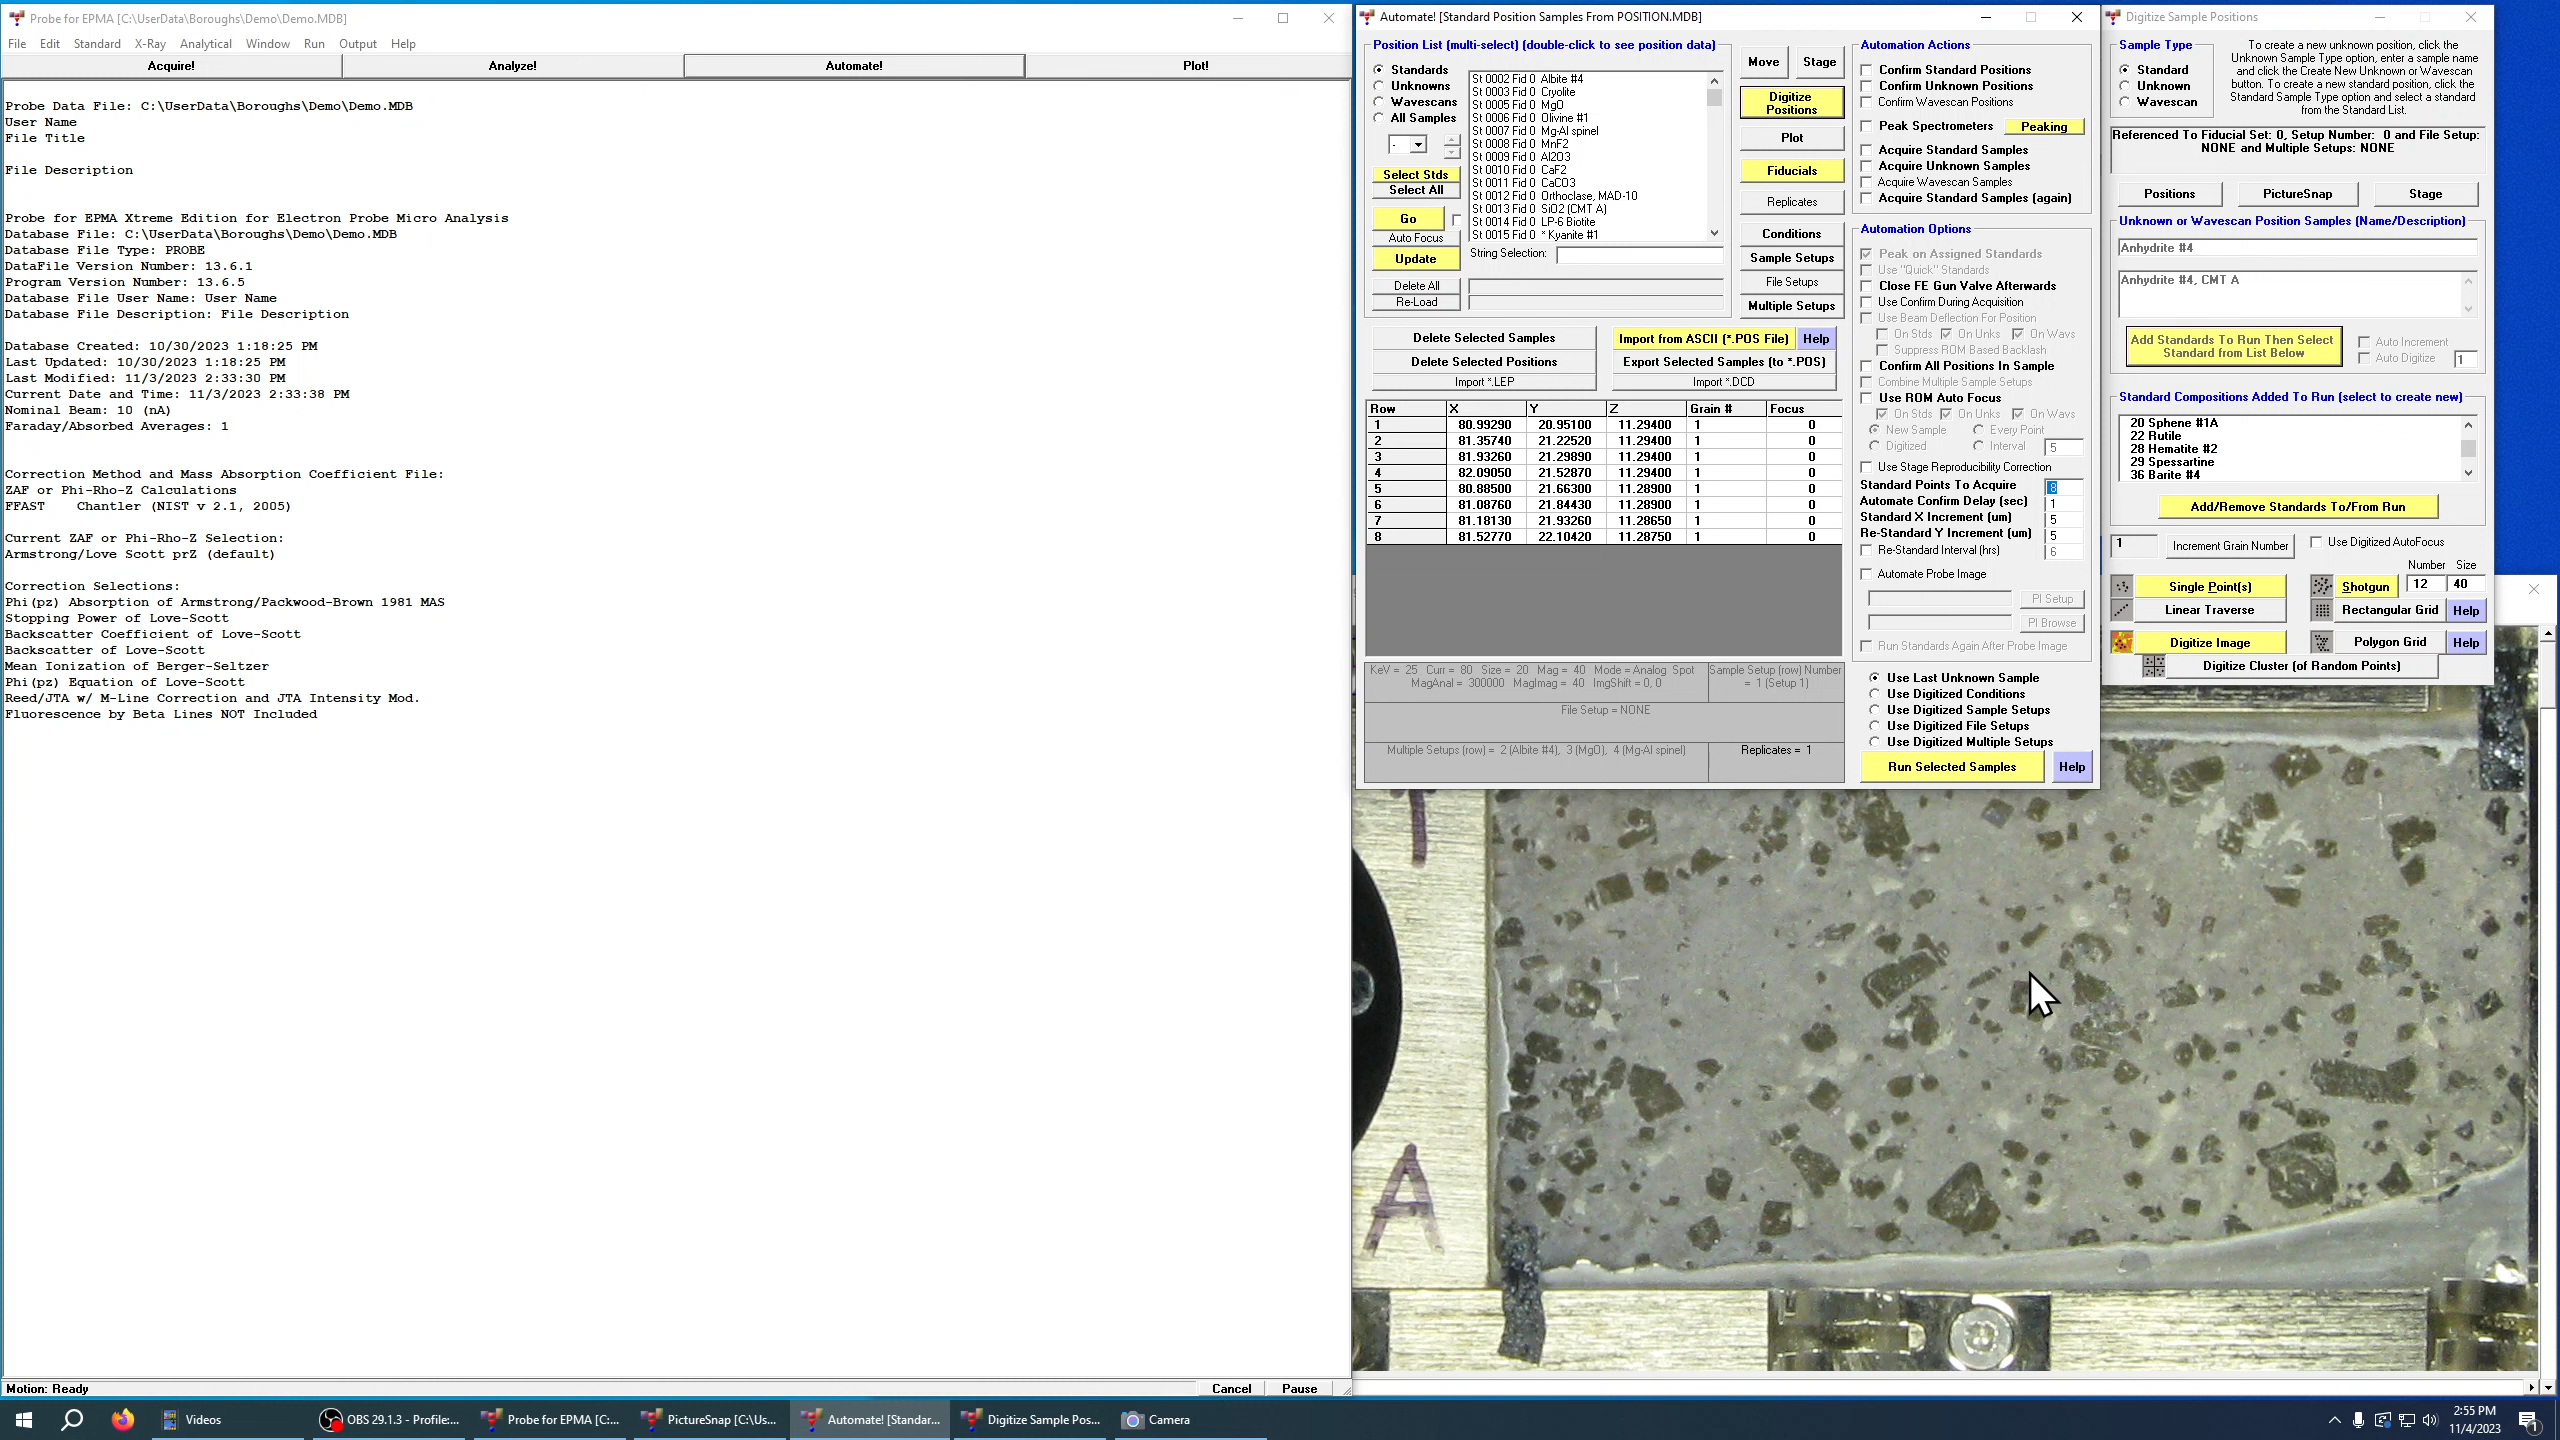 Probe for EPMA [C:\UserData\Boroughs\Demo\Demo.MDB]
File Edit Standard X-Ray Analytical Window Run Output Help
Acquire! Analyze! Automate! Plot!
Probe Data File: C:\UserData\Boroughs\Demo\Demo.MDB
User Name
File Title
File Description
Probe for EPMA Xtreme Edition for Electron Probe Micro Analysis
Database File: C:\UserData\Boroughs\Demo\Demo.MDB
Database File Type: PROBE
DataFile Version Number: 13.6.1
Program Version Number: 13.6.5
Database File User Name: User Name
Database File Description: File Description
Database Created: 10/30/2023 1:18:25 PM
Last Updated: 10/30/2023 1:18:25 PM
Last Modified: 11/3/2023 2:33:30 PM
Current Date and Time: 11/3/2023 2:33:38 PM
Nominal Beam: 10 (nA)
Faraday/Absorbed Averages: 1
Correction Method and Mass Absorption Coefficient File:
ZAF or Phi-Rho-Z Calculations
FFAST Chantler (NIST v 2.1, 2005)
Current ZAF or Phi-Rho-Z Selection:
Armstrong/Love Scott prZ (default)
Correction Selections:
Phi(pz) Absorption of Armstrong/Packwood-Brown 1981 MAS
Stopping Power of Love-Scott
Backscatter Coefficient of Love-Scott
Backscatter of Love-Scott
Mean Ionization of Berger-Seltzer
Phi(pz) Equation of Love-Scott
Reed/JTA w/ M-Line Correction and JTA Intensity Mod.
Fluorescence by Beta Lines NOT Included
Motion: Ready
Cancel Pause
Automate! [Standard Position Samples From POSITION.MDB]
Position List (multi-select) (double-click to see position data)
Standards
Unknowns
Wavescans
All Samples
-
Select Stds
Select All
Go
Auto Focus
Update
Delete All
Re-Load
St 0002 Fid 0 Albite #4
St 0003 Fid 0 Cryolite
St 0005 Fid 0 MgO
St 0006 Fid 0 Olivine #1
St 0007 Fid 0 Mg-Al spinel
St 0008 Fid 0 MnF2
St 0009 Fid 0 Al2O3
St 0010 Fid 0 CaF2
St 0011 Fid 0 CaCO3
St 0012 Fid 0 Orthoclase, MAD-10
St 0013 Fid 0 SiO2 (CMT A)
St 0014 Fid 0 LP-6 Biotite
St 0015 Fid 0 * Kyanite #1
String Selection:
Move Stage
Digitize Positions
Plot
Fiducials
Replicates
Conditions
Sample Setups
File Setups
Multiple Setups
Delete Selected Samples
Delete Selected Positions
Import *.LEP
Import from ASCII (*.POS File) Help
Export Selected Samples (to *.POS)
Import *.DCD
Row X Y Z Grain # Focus
1 80.99290 20.95100 11.29400 1 0
2 81.35740 21.22520 11.29400 1 0
3 81.93260 21.29890 11.29400 1 0
4 82.09050 21.52870 11.29400 1 0
5 80.88500 21.66300 11.28900 1 0
6 81.08760 21.84430 11.28900 1 0
7 81.18130 21.93260 11.28650 1 0
8 81.52770 22.10420 11.28750 1 0
KeV = 25 Curr = 80 Size = 20 Mag = 40 Mode = Analog Spot
MagAnal = 300000 MagImag = 40 ImgShift = 0, 0
Sample Setup (row) Number
= 1 (Setup 1)
File Setup = NONE
Multiple Setups (row) = 2 (Albite #4), 3 (MgO), 4 (Mg-Al spinel)
Replicates = 1
Automation Actions
Confirm Standard Positions
Confirm Unknown Positions
Confirm Wavescan Positions
Peak Spectrometers Peaking
Acquire Standard Samples
Acquire Unknown Samples
Acquire Wavescan Samples
Acquire Standard Samples (again)
Automation Options
Peak on Assigned Standards
Use "Quick" Standards
Close FE Gun Valve Afterwards
Use Confirm During Acquisition
Use Beam Deflection For Position
On Stds On Unks On Wavs
Suppress ROM Based Backlash
Confirm All Positions In Sample
Combine Multiple Sample Setups
Use ROM Auto Focus
On Stds On Unks On Wavs
New Sample Every Point
Digitized Interval 5
Use Stage Reproducibility Correction
Standard Points To Acquire 8
Automate Confirm Delay (sec) 1
Standard X Increment (um) 5
Re-Standard Y Increment (um) 5
Re-Standard Interval (hrs) 6
Automate Probe Image
PI Setup
PI Browse
Run Standards Again After Probe Image
Use Last Unknown Sample
Use Digitized Conditions
Use Digitized Sample Setups
Use Digitized File Setups
Use Digitized Multiple Setups
Run Selected Samples Help
Digitize Sample Positions
Sample Type
Standard
Unknown
Wavescan
To create a new unknown position, click the
Unknown Sample Type option, enter a sample name
and click the Create New Unknown or Wavescan
button. To create a new standard position, click the
Standard Sample Type option and select a standard
from the Standard List.
Referenced To Fiducial Set: 0, Setup Number: 0 and File Setup:
NONE and Multiple Setups: NONE
Positions PictureSnap Stage
Unknown or Wavescan Position Samples (Name/Description)
Anhydrite #4
Anhydrite #4, CMT A
Add Standards To Run Then Select
Standard from List Below
Auto Increment
Auto Digitize 1
Standard Compositions Added To Run (select to create new)
20 Sphene #1A
22 Rutile
28 Hematite #2
29 Spessartine
36 Barite #4
Add/Remove Standards To/From Run
1 Increment Grain Number Use Digitized AutoFocus
Number Size
Single Point(s) Shotgun 12 40
Linear Traverse Rectangular Grid Help
Digitize Image Polygon Grid Help
Digitize Cluster (of Random Points)
A
Videos
OBS 29.1.3 - Profile:...
Probe for EPMA [C:...
PictureSnap [C:\Us...
Automate! [Standar...
Digitize Sample Pos...
Camera
2:55 PM
11/4/2023
1